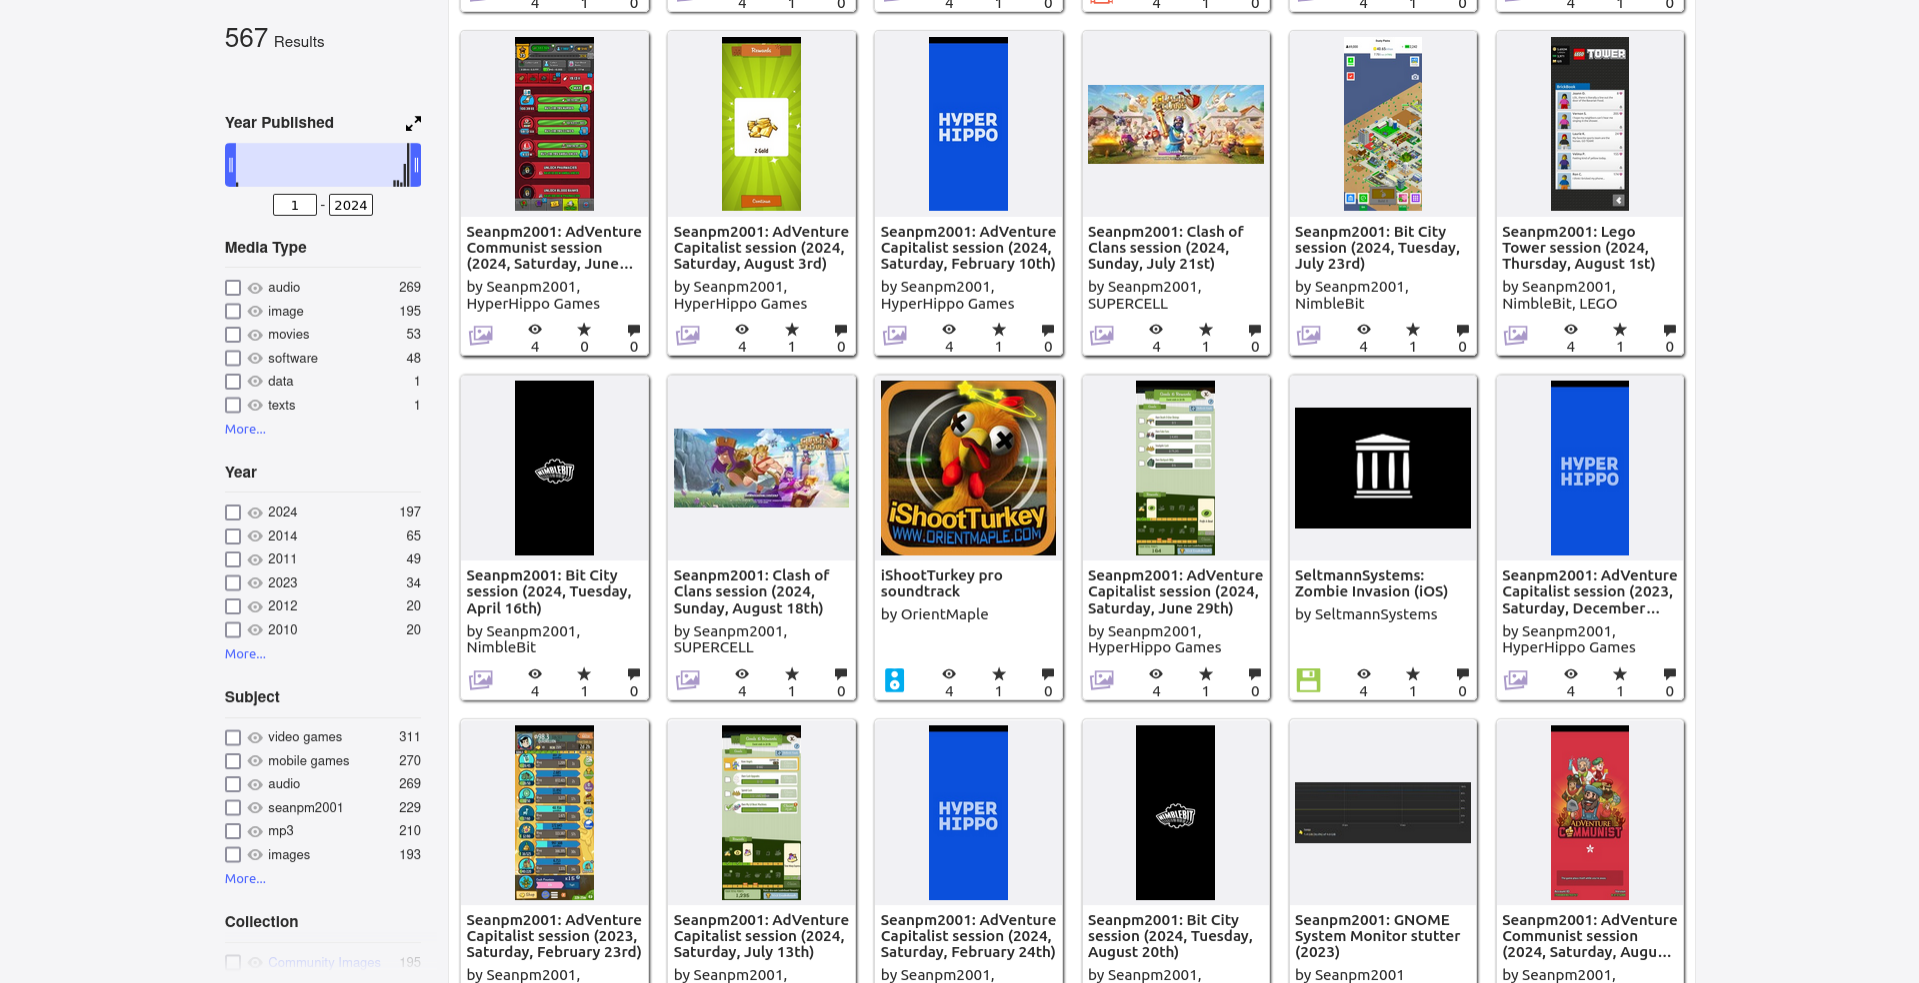 4 1 0 4 1 0 4 1 0 4 1 0 4 1 0 4 1 0
567 Results
Year Published
1 - 2024
Media Type
audio 269
image 195
movies 53
software 48
data 1
texts 1
More...
Year
2024 197
2014 65
2011 49
2023 34
2012 20
2010 20
More...
Subject
video games 311
mobile games 270
audio 269
seanpm2001 229
mp3 210
images 193
More...
Collection
Community Images 195
Seanpm2001: AdVenture
Communist session
(2024, Saturday, June...
by Seanpm2001,
HyperHippo Games
4 0 0
Rewards
2 Gold
Continue
Seanpm2001: AdVenture
Capitalist session (2024,
Saturday, August 3rd)
by Seanpm2001,
HyperHippo Games
4 1 0
HYPER
HIPPO
Seanpm2001: AdVenture
Capitalist session (2024,
Saturday, February 10th)
by Seanpm2001,
HyperHippo Games
4 1 0
Seanpm2001: Clash of
Clans session (2024,
Sunday, July 21st)
by Seanpm2001,
SUPERCELL
4 1 0
Seanpm2001: Bit City
session (2024, Tuesday,
July 23rd)
by Seanpm2001,
NimbleBit
4 1 0
LEGO TOWER
BrickBook
Seanpm2001: Lego
Tower session (2024,
Thursday, August 1st)
by Seanpm2001,
NimbleBit, LEGO
4 1 0
NIMBLEBIT
Seanpm2001: Bit City
session (2024, Tuesday,
April 16th)
by Seanpm2001,
NimbleBit
4 1 0
Seanpm2001: Clash of
Clans session (2024,
Sunday, August 18th)
by Seanpm2001,
SUPERCELL
4 1 0
iShootTurkey
WWW.ORIENTMAPLE.COM
iShootTurkey pro
soundtrack
by OrientMaple
4 1 0
Seanpm2001: AdVenture
Capitalist session (2024,
Saturday, June 29th)
by Seanpm2001,
HyperHippo Games
4 1 0
SeltmannSystems:
Zombie Invasion (iOS)
by SeltmannSystems
4 1 0
HYPER
HIPPO
Seanpm2001: AdVenture
Capitalist session (2023,
Saturday, December...
by Seanpm2001,
HyperHippo Games
4 1 0
Seanpm2001: AdVenture
Capitalist session (2023,
Saturday, February 23rd)
by Seanpm2001,
Seanpm2001: AdVenture
Capitalist session (2024,
Saturday, July 13th)
by Seanpm2001,
HYPER
HIPPO
Seanpm2001: AdVenture
Capitalist session (2024,
Saturday, February 24th)
by Seanpm2001,
NIMBLEBIT
Seanpm2001: Bit City
session (2024, Tuesday,
August 20th)
by Seanpm2001,
Seanpm2001: GNOME
System Monitor stutter
(2023)
by Seanpm2001
ADVENTURE
COMMUNIST
Seanpm2001: AdVenture
Communist session
(2024, Saturday, Augu...
by Seanpm2001,